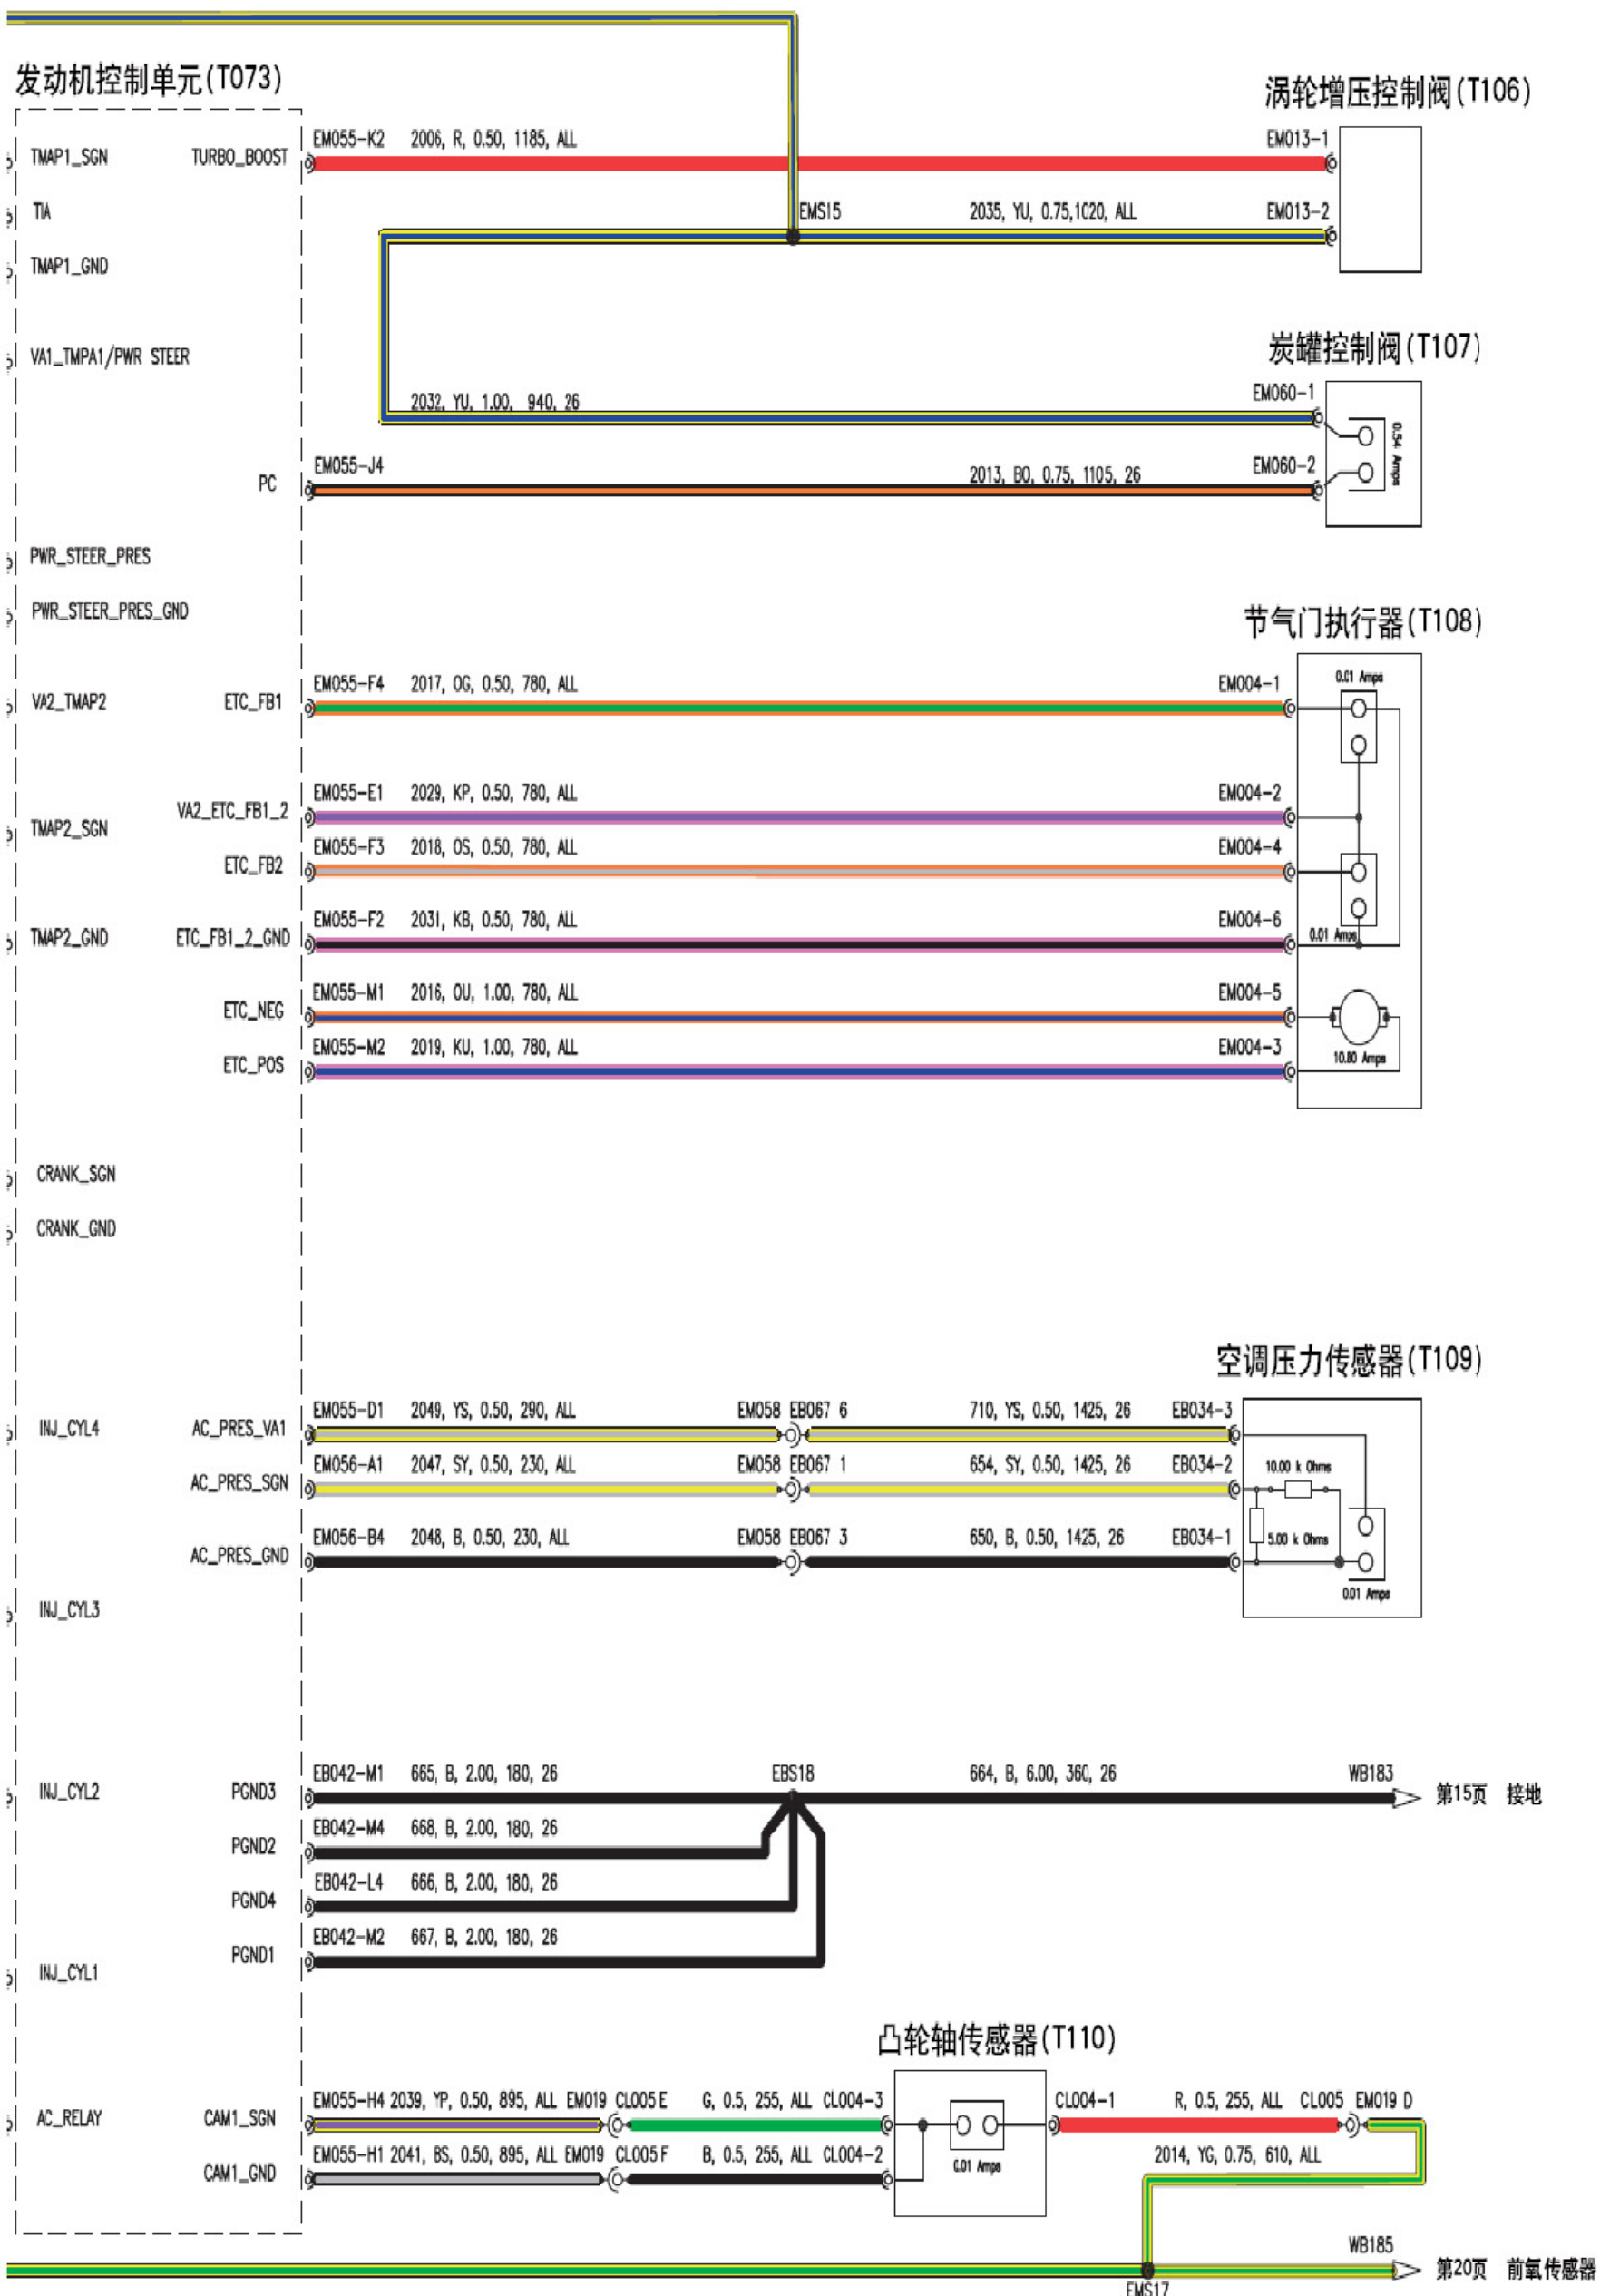 发动机控制单元(T073)
涡轮增压控制阀(T106)
TMAP1_SGN TURBO_BOOST EM055-K2 2006, R, 0.50, 1185, ALL EM013-1
TIA EMS15 2035, YU, 0.75,1020, ALL EM013-2
TMAP1_GND
炭罐控制阀(T107)
VA1_TMPA1/PWR STEER
2032, YU, 1.00, 940, 26 EM060-1
0.54 Amps
PC EM055-J4 2013, BO, 0.75, 1105, 26 EM060-2
PWR_STEER_PRES
PWR_STEER_PRES_GND
节气门执行器(T108)
0.01 Amps
VA2_TMAP2 ETC_FB1 EM055-F4 2017, OG, 0.50, 780, ALL EM004-1
VA2_ETC_FB1_2 EM055-E1 2029, KP, 0.50, 780, ALL EM004-2
TMAP2_SGN
ETC_FB2 EM055-F3 2018, OS, 0.50, 780, ALL EM004-4
TMAP2_GND ETC_FB1_2_GND EM055-F2 2031, KB, 0.50, 780, ALL EM004-6
0.01 Amps
ETC_NEG EM055-M1 2016, OU, 1.00, 780, ALL EM004-5
ETC_POS EM055-M2 2019, KU, 1.00, 780, ALL EM004-3
10.80 Amps
CRANK_SGN
CRANK_GND
空调压力传感器(T109)
INJ_CYL4 AC_PRES_VA1 EM055-D1 2049, YS, 0.50, 290, ALL EM058 EB067 6 710, YS, 0.50, 1425, 26 EB034-3
AC_PRES_SGN EM056-A1 2047, SY, 0.50, 230, ALL EM058 EB067 1 654, SY, 0.50, 1425, 26 EB034-2
10.00 k Ohms
AC_PRES_GND EM056-B4 2048, B, 0.50, 230, ALL EM058 EB067 3 650, B, 0.50, 1425, 26 EB034-1
5.00 k Ohms
0.01 Amps
INJ_CYL3
INJ_CYL2 PGND3 EB042-M1 665, B, 2.00, 180, 26 EBS18 664, B, 6.00, 360, 26 WB183 第15页 接地
PGND2 EB042-M4 668, B, 2.00, 180, 26
PGND4 EB042-L4 666, B, 2.00, 180, 26
INJ_CYL1 PGND1 EB042-M2 667, B, 2.00, 180, 26
凸轮轴传感器(T110)
AC_RELAY CAM1_SGN EM055-H4 2039, YP, 0.50, 895, ALL EM019 CL005 E G, 0.5, 255, ALL CL004-3 CL004-1 R, 0.5, 255, ALL CL005 EM019 D
CAM1_GND EM055-H1 2041, BS, 0.50, 895, ALL EM019 CL005 F B, 0.5, 255, ALL CL004-2 2014, YG, 0.75, 610, ALL
0.01 Amps
WB185 第20页 前氧传感器
EMS17